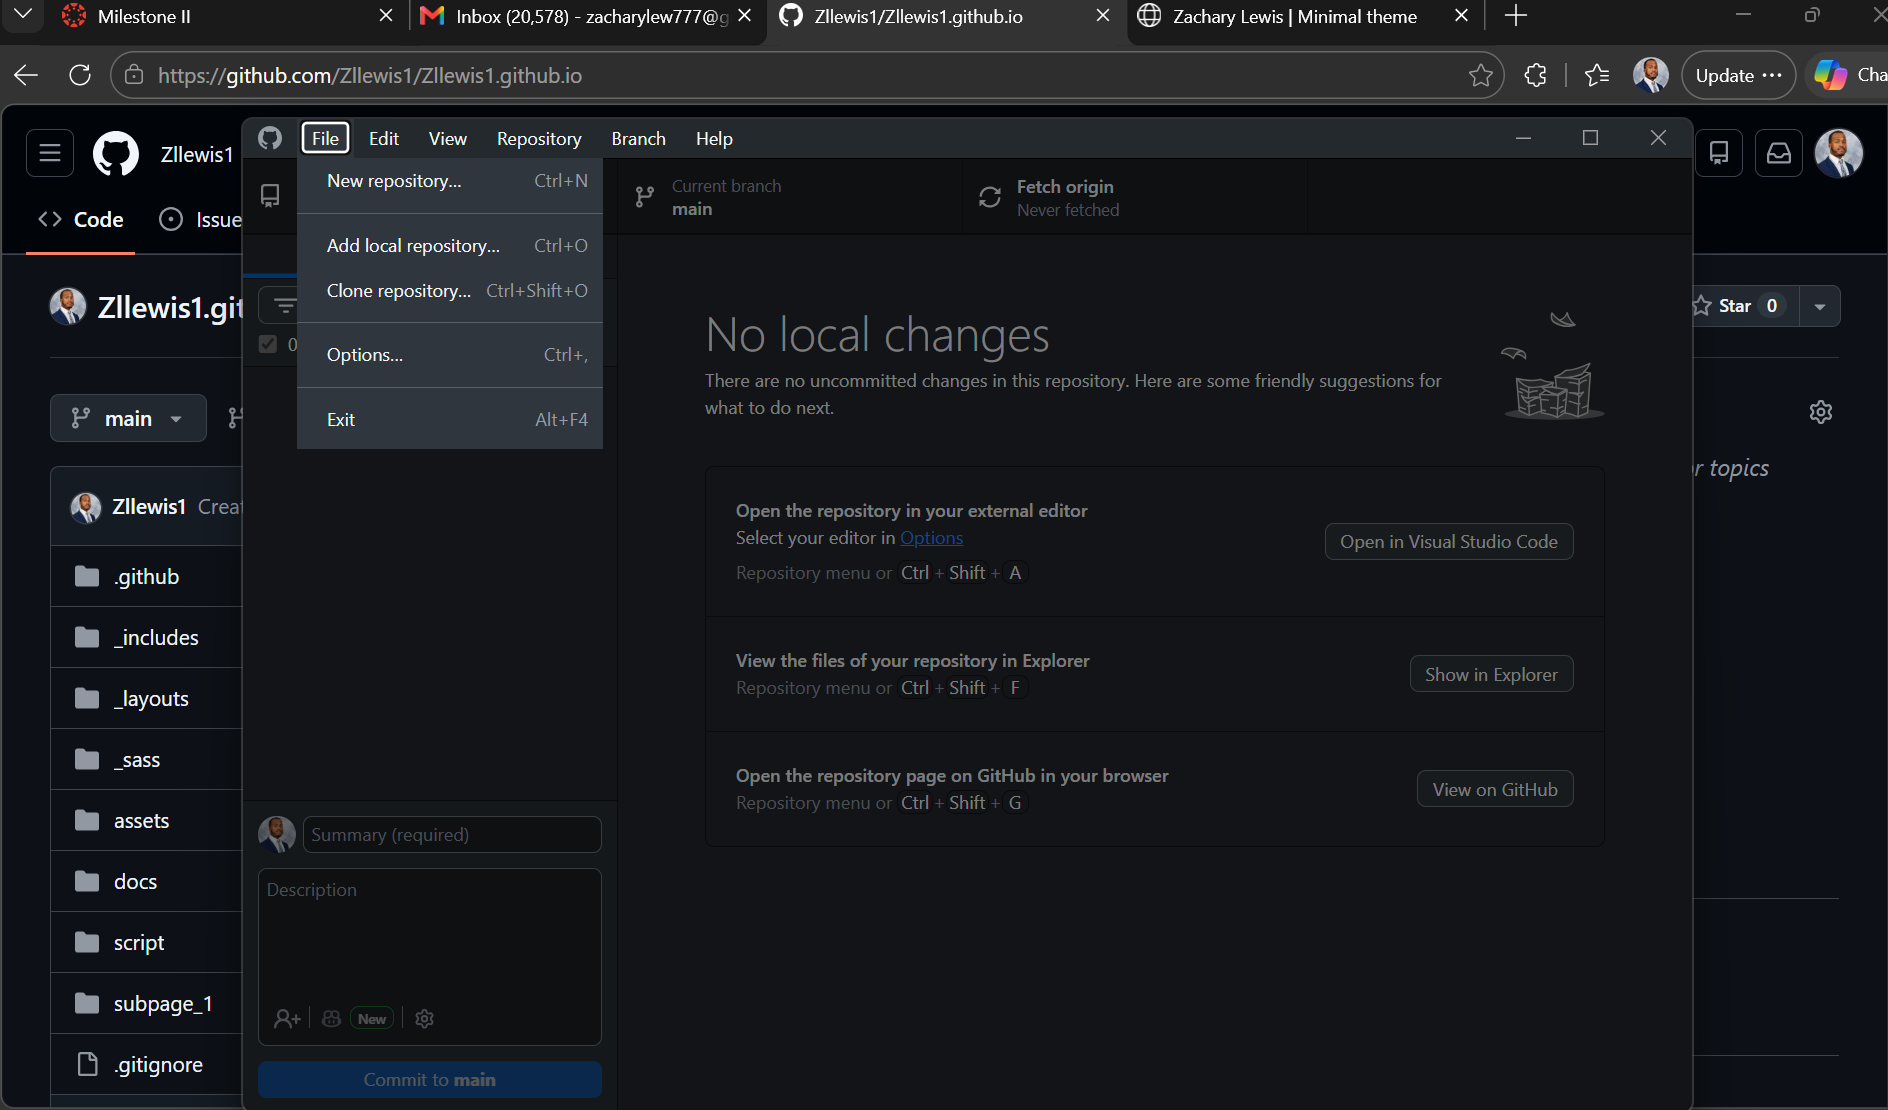 Milestone II
Inbox (20,578) - zacharylew777@g
Zllewis1/Zllewis1.github.io
Zachary Lewis | Minimal theme
https://github.com/Zllewis1/Zllewis1.github.io
Update
Cha
Zllewis1
File
Edit
View
Repository
Branch
Help
New repository... Ctrl+N
Add local repository... Ctrl+O
Clone repository... Ctrl+Shift+O
Options... Ctrl+,
Exit Alt+F4
Current branch
main
Fetch origin
Never fetched
Code
Issue
Zllewis1.git
Star 0
0
main
r topics
Zllewis1 Creat
.github
_includes
_layouts
_sass
assets
docs
script
subpage_1
.gitignore
No local changes
There are no uncommitted changes in this repository. Here are some friendly suggestions for
what to do next.
Open the repository in your external editor
Select your editor in Options
Repository menu or Ctrl + Shift + A
Open in Visual Studio Code
View the files of your repository in Explorer
Repository menu or Ctrl + Shift + F
Show in Explorer
Open the repository page on GitHub in your browser
Repository menu or Ctrl + Shift + G
View on GitHub
Summary (required)
Description
New
Commit to main